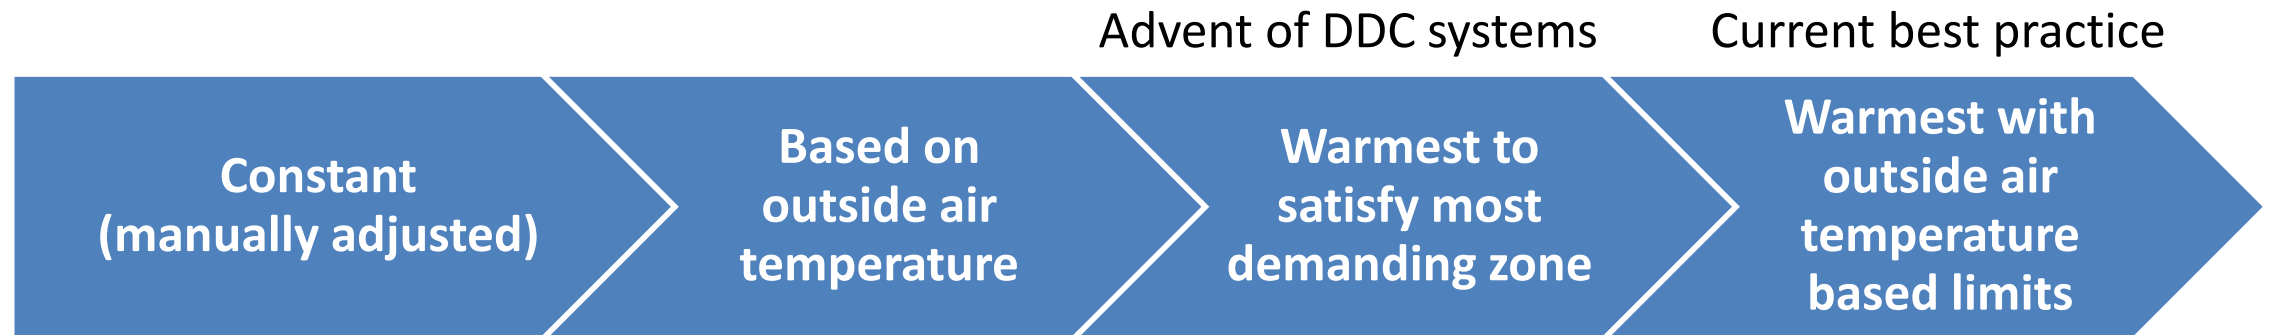 Advent of DDC systems
Current best practice
Constant
(manually adjusted)
Based on
outside air
temperature
Warmest to
satisfy most
demanding zone
Warmest with
outside air
temperature
based limits